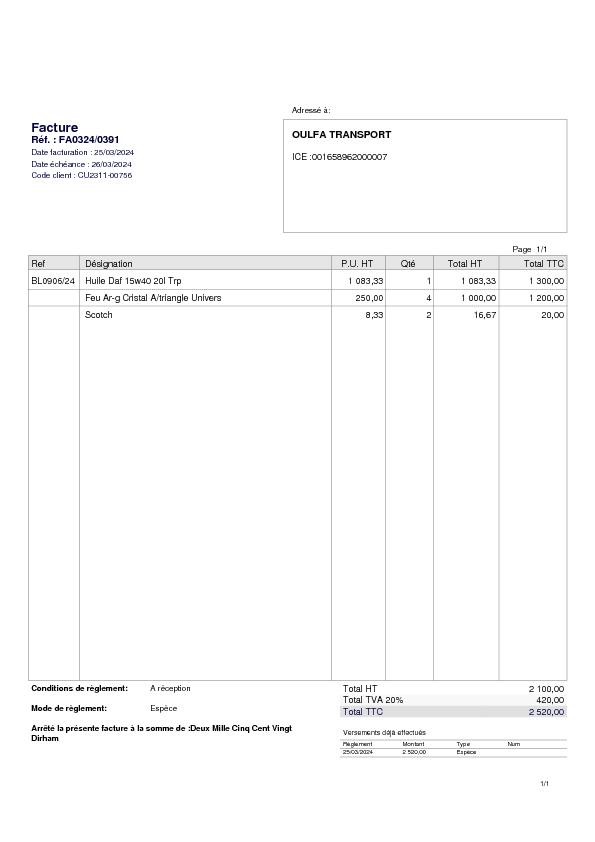 Adressé à:
Facture
Réf. : FA0324/0391
Date facturation : 25/03/2024
Date échéance : 26/03/2024
Code client : CU2311-00756
OULFA TRANSPORT
ICE :001658962000007
Page 1/1
Ref Désignation P.U. HT Qté Total HT Total TTC
BL0906/24 Huile Daf 15w40 20l Trp 1 083,33 1 1 083,33 1 300,00
Feu Ar-g Cristal A/triangle Univers 250,00 4 1 000,00 1 200,00
Scotch 8,33 2 16,67 20,00
Conditions de règlement: A réception
Mode de règlement: Espèce
Arrêté la présente facture à la somme de :Deux Mille Cinq Cent Vingt
Dirham
Total HT 2 100,00
Total TVA 20% 420,00
Total TTC 2 520,00
Versements déjà effectués
Règlement Montant Type Num
25/03/2024 2 520,00 Espèce
1/1